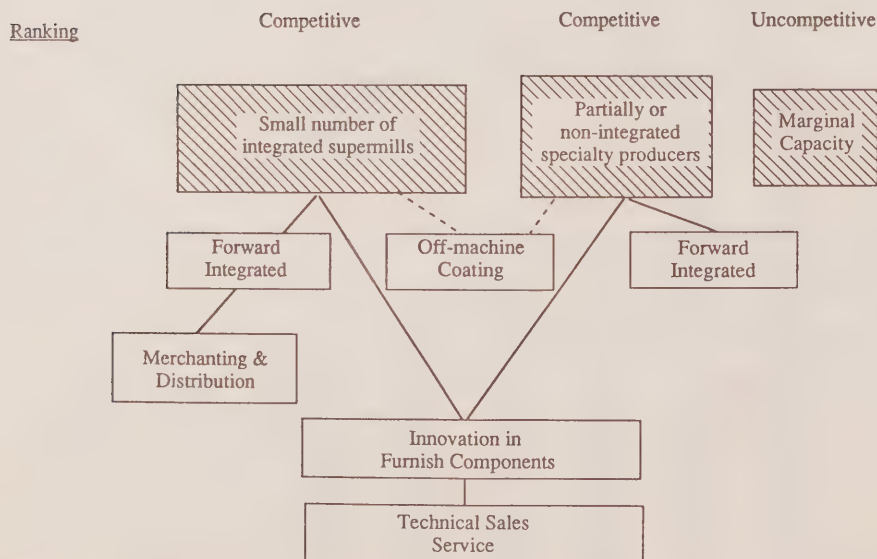 Ranking
Competitive
Competitive
Uncompetitive
Small number of
integrated supermills
Partially or
non-integrated
specialty producers
Marginal
Capacity
Forward
Integrated
Off-machine
Coating
Forward
Integrated
Merchanting &
Distribution
Innovation in
Furnish Components
Technical Sales
Service